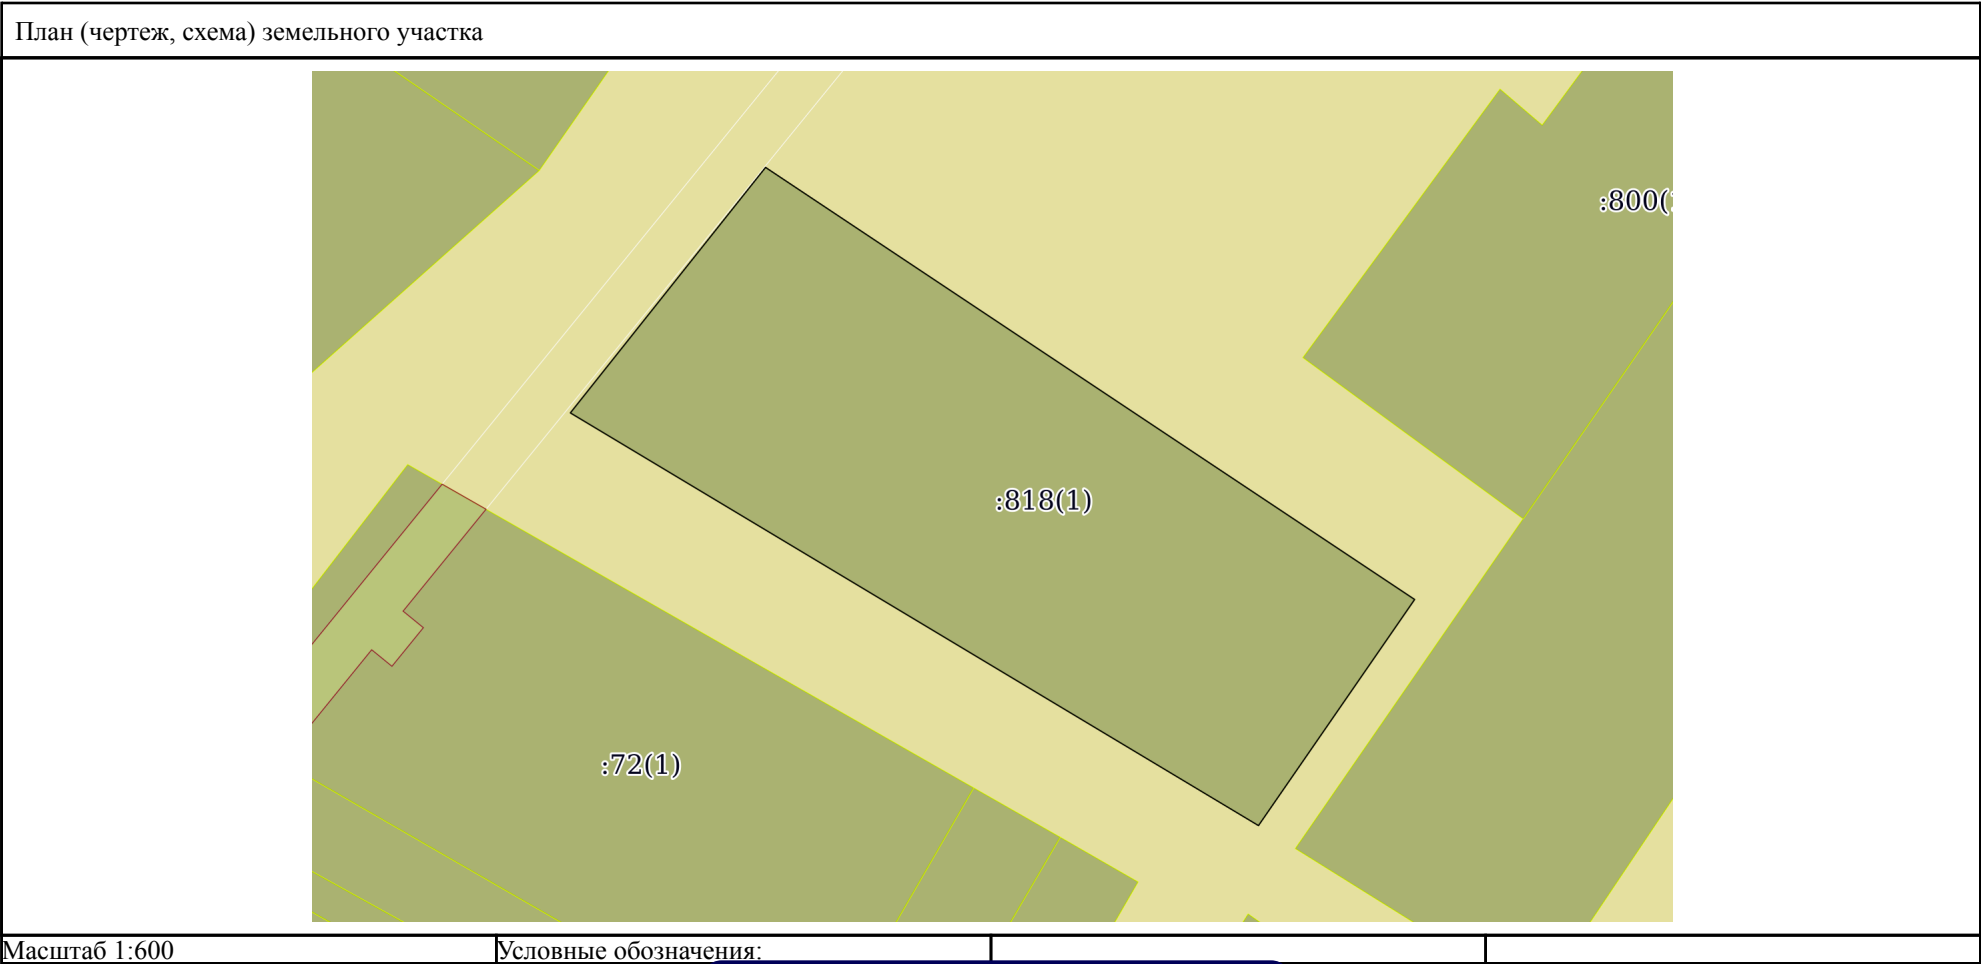 План (чертеж, схема) земельного участка
:800(
:818(1)
:72(1)
Масштаб 1:600
Условные обозначения: